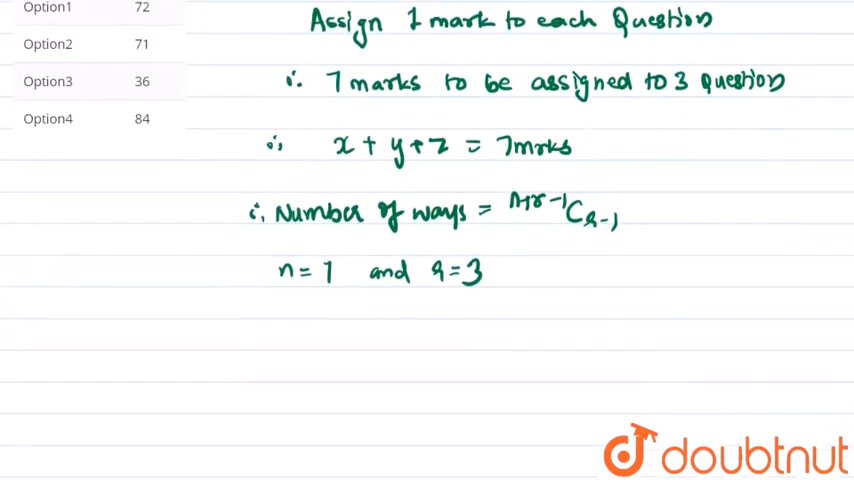 Option1 72
Option2 71
Option3 36
Option4 84
Assign 1 mark to each Question
∴ 7 marks to be assigned to 3 Question
∴ x + y + z = 7 mrks
∴ Number of ways = ⁿ⁺ʳ⁻¹Cᵣ₋₁
n = 7 and r = 3
doubtnut